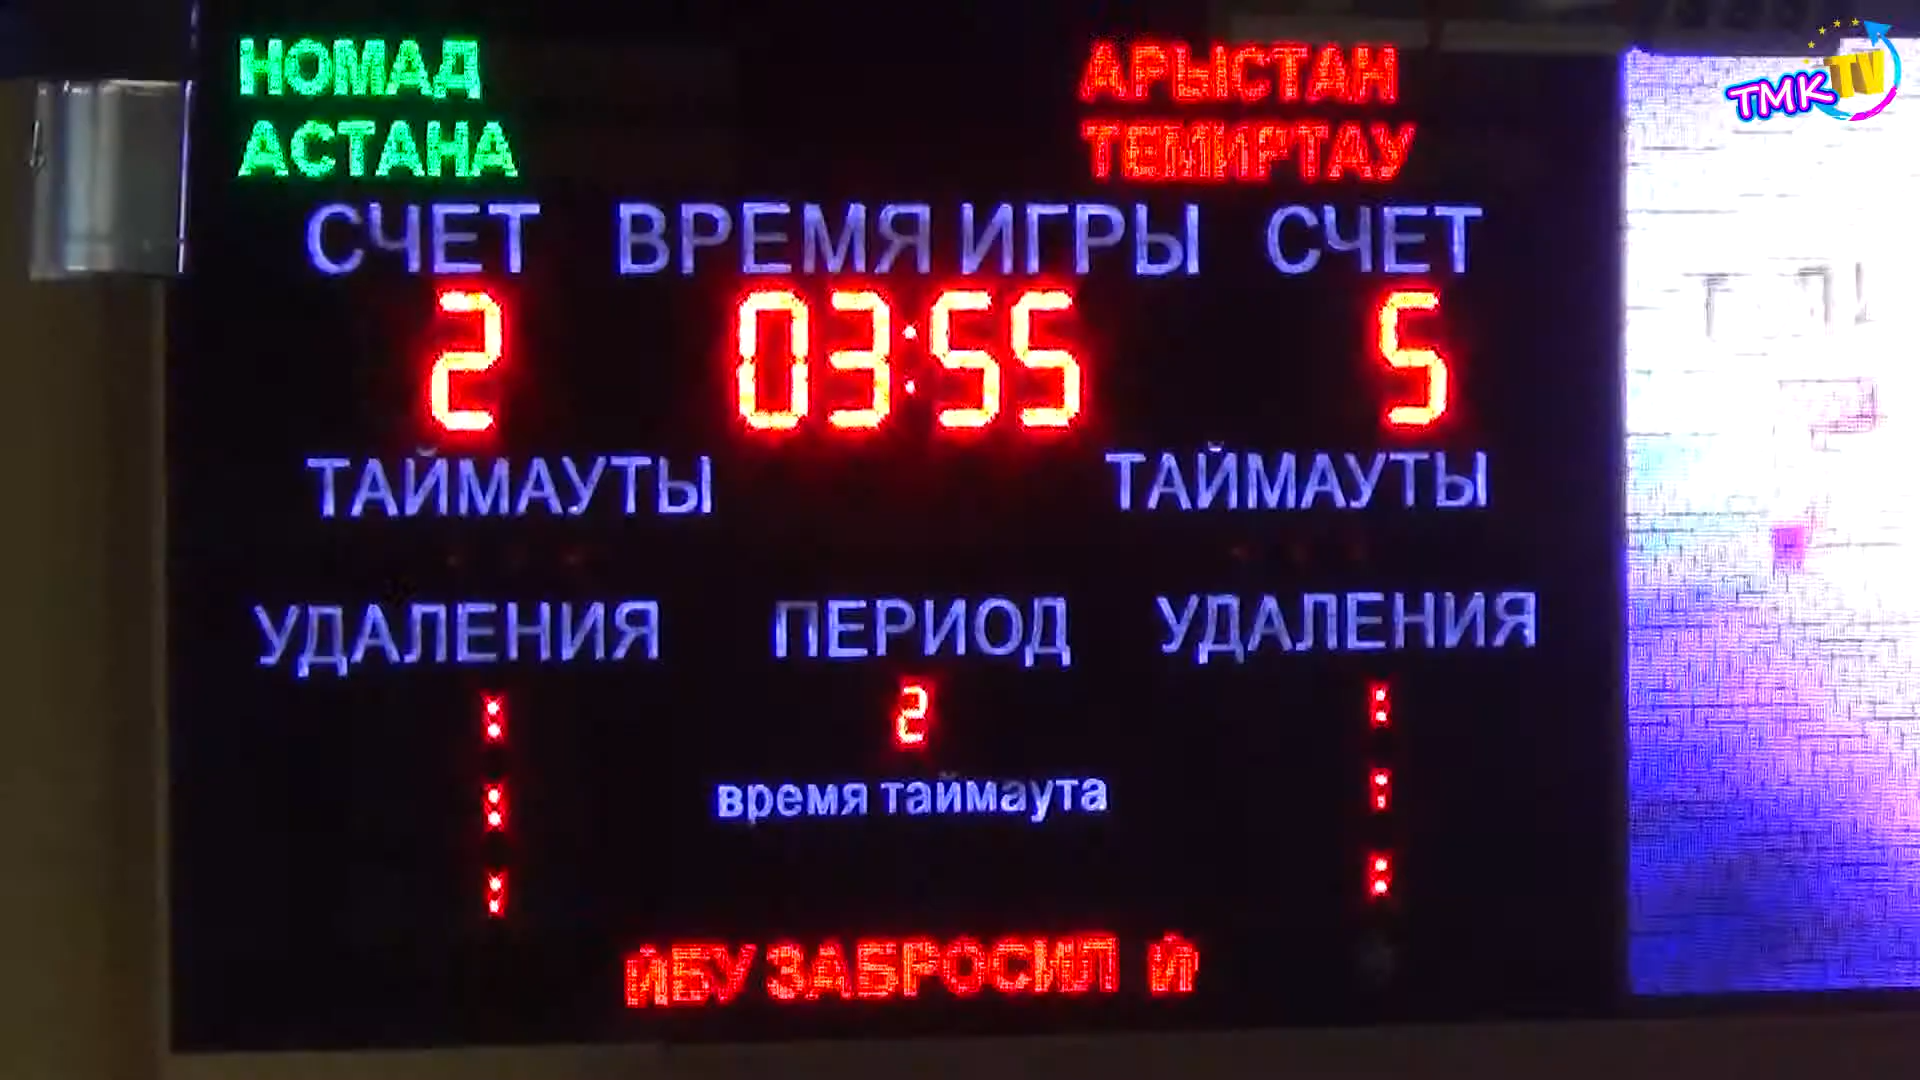 НОМАД
АСТАНА
АРЫСТАН
ТЕМИРТАУ
TMK TV
СЧЕТ ВРЕМЯ ИГРЫ СЧЕТ
2 03:55 5
ТАЙМАУТЫ ТАЙМАУТЫ
УДАЛЕНИЯ ПЕРИОД УДАЛЕНИЯ
: 2 :
время таймаута
: :
: :
ЙБУ ЗАБРОСИЛ Й